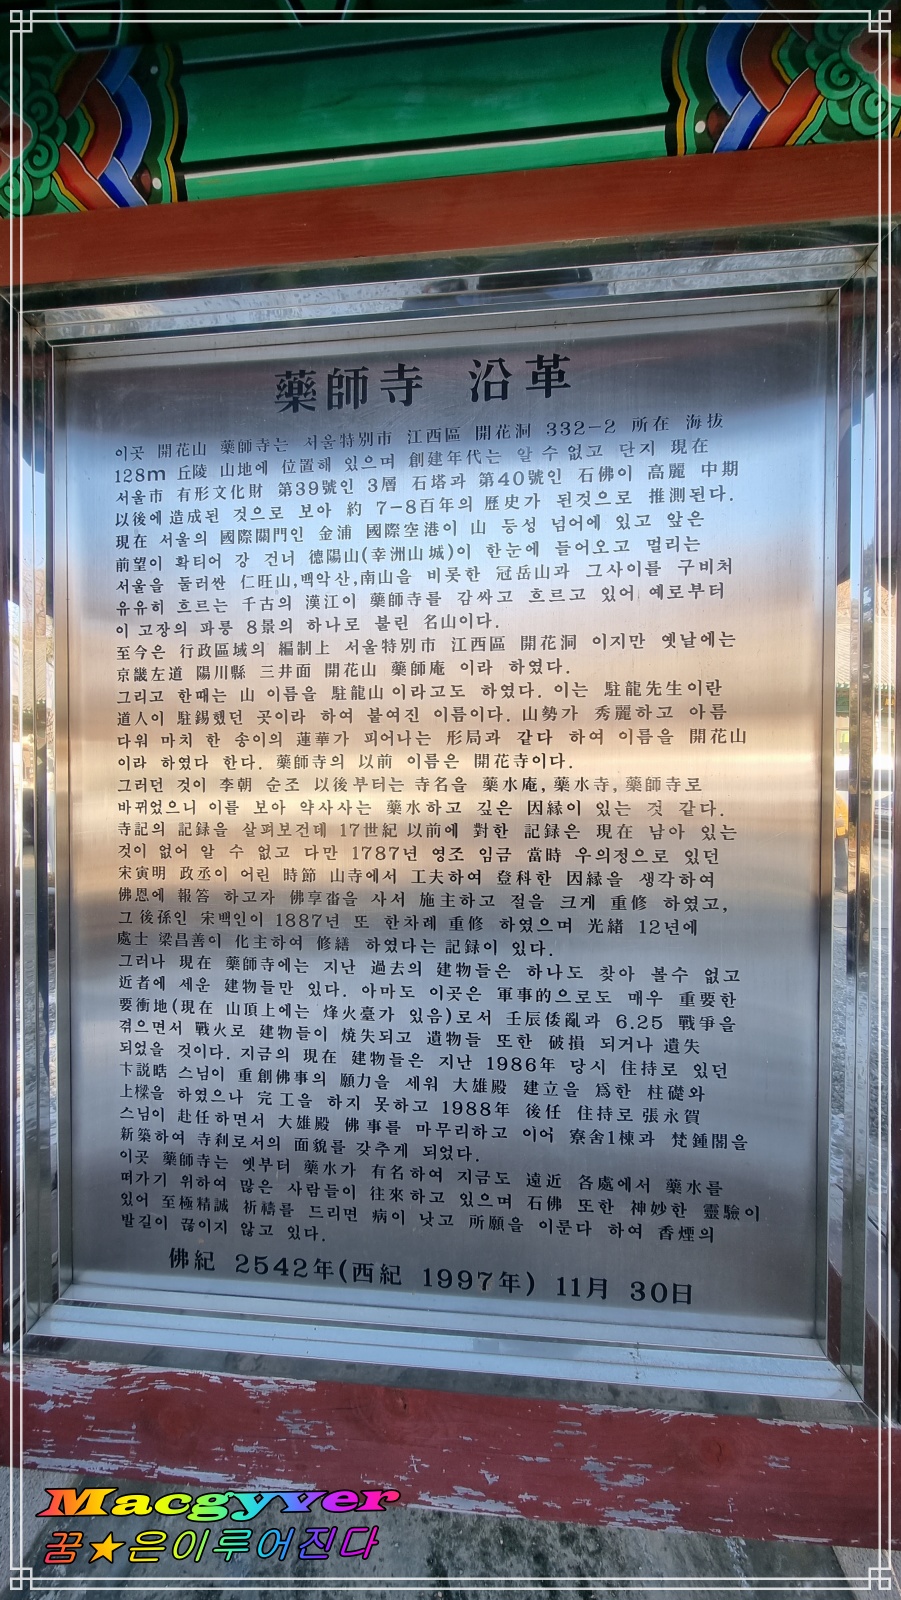 藥師寺 沿革
이곳 開花山 藥師寺는 서울特別市 江西區 開花洞 332-2 所在 海抜
128m 丘陵 山地에 位置해 있으며 創建年代는 알 수 없고 단지 現在
서울市 有形文化財 第39號인 3層 石塔과 第40號인 石佛이 高麗 中期
以後에 造成된 것으로 보아 約 7-8百年의 歷史가 된것으로 推測된다.
現在 서울의 國際關門인 金浦 國際空港이 山 등성 넘어에 있고 앞은
前望이 확티어 강 건너 德陽山(幸洲山城)이 한눈에 들어오고 멀리는
서울을 둘러싼 仁旺山,백악산,南山을 비롯한 冠岳山과 그사이를 구비처
유유히 흐르는 千古의 漢江이 藥師寺를 감싸고 흐르고 있어 예로부터
이 고장의 파릉 8景의 하나로 불린 名山이다.
至今은 行政區域의 編制上 서울特別市 江西區 開花洞 이지만 옛날에는
京畿左道 陽川縣 三井面 開花山 藥師庵 이라 하였다.
그리고 한때는 山 이름을 駐龍山 이라고도 하였다. 이는 駐龍先生이란
道人이 駐錫했던 곳이라 하여 붙여진 이름이다. 山勢가 秀麗하고 아름
다워 마치 한 송이의 蓮華가 피어나는 形局과 같다 하여 이름을 開花山
이라 하였다 한다. 藥師寺의 以前 이름은 開花寺이다.
그러던 것이 李朝 순조 以後부터는 寺名을 藥水庵, 藥水寺, 藥師寺로
바뀌었으니 이를 보아 약사사는 藥水하고 깊은 因緣이 있는 것 같다.
寺記의 記録을 살펴보건데 17世紀 以前에 對한 記録은 現在 남아 있는
것이 없어 알 수 없고 다만 1787년 영조 임금 當時 우의정으로 있던
宋寅明 政丞이 어린 時節 山寺에서 工夫하여 登科한 因緣을 생각하여
佛恩에 報答 하고자 佛享畓을 사서 施主하고 절을 크게 重修 하였고,
그 後孫인 宋백인이 1887년 또 한차례 重修 하였으며 光緒 12년에
處士 梁昌善이 化主하여 修繕 하였다는 記録이 있다.
그러나 現在 藥師寺에는 지난 過去의 建物들은 하나도 찾아 볼수 없고
近者에 세운 建物들만 있다. 아마도 이곳은 軍事的으로도 매우 重要한
要衝地(現在 山頂上에는 烽火臺가 있음)로서 壬辰倭亂과 6.25 戰爭을
겪으면서 戰火로 建物들이 燒失되고 遺物들 또한 破損 되거나 遺失
되었을 것이다. 지금의 現在 建物들은 지난 1986年 당시 住持로 있던
卞説晧 스님이 重創佛事의 願力을 세워 大雄殿 建立을 爲한 柱礎와
上樑을 하였으나 完工을 하지 못하고 1988年 後任 住持로 張永賀
스님이 赴任하면서 大雄殿 佛事를 마무리하고 이어 寮舍1棟과 梵鍾閣을
新築하여 寺刹로서의 面貌를 갖추게 되었다.
이곳 藥師寺는 옛부터 藥水가 有名하여 지금도 遠近 各處에서 藥水를
떠가기 위하여 많은 사람들이 往來하고 있으며 石佛 또한 神妙한 靈驗이
있어 至極精誠 祈禱를 드리면 病이 낫고 所願을 이룬다 하여 香煙의
발길이 끊이지 않고 있다.
佛紀 2542年(西紀 1997年) 11月 30日
Macgyver
꿈★은이루어진다